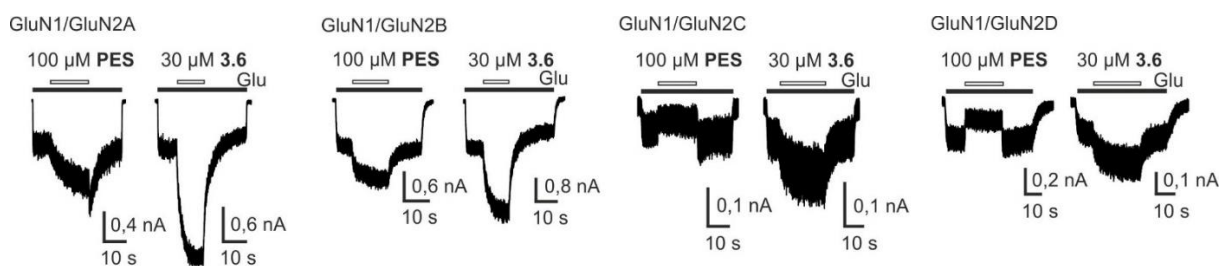 GluN1/GluN2A
100 µM PES
30 µM 3.6
Glu
0,4 nA
10 s
0,6 nA
10 s
GluN1/GluN2B
100 µM PES
30 µM 3.6
Glu
0,6 nA
10 s
0,8 nA
10 s
GluN1/GluN2C
100 µM PES
30 µM 3.6
Glu
0,1 nA
10 s
0,1 nA
10 s
GluN1/GluN2D
100 µM PES
30 µM 3.6
Glu
0,2 nA
10 s
0,1 nA
10 s